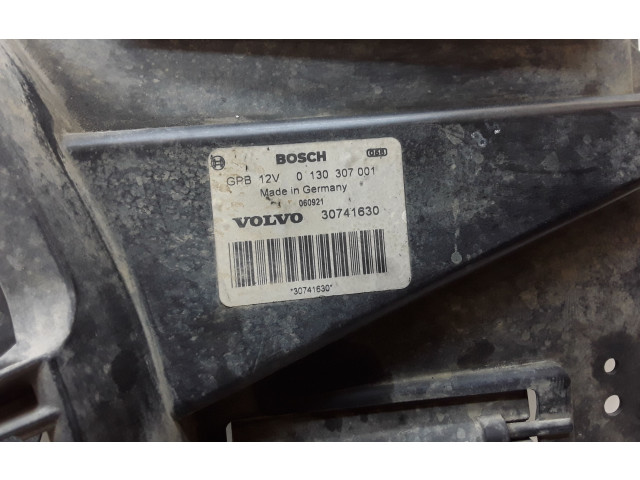 BOSCH
GPB 12V 0 130 307 001
Made in Germany
060921
VOLVO 30741630
*30741630*